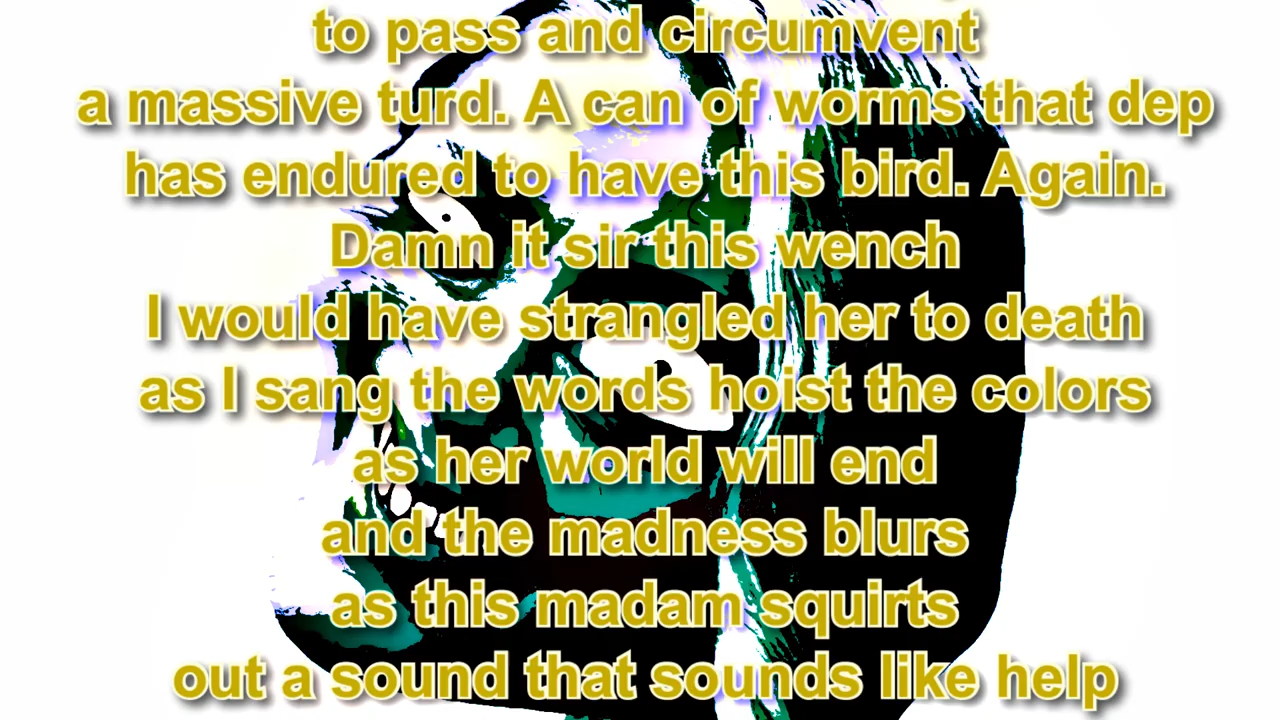 to pass and circumvent
a massive turd. A can of worms that dep
has endured to have this bird. Again.
Damn it sir this wench
I would have strangled her to death
as I sang the words hoist the colors
as her world will end
and the madness blurs
as this madam squirts
out a sound that sounds like help